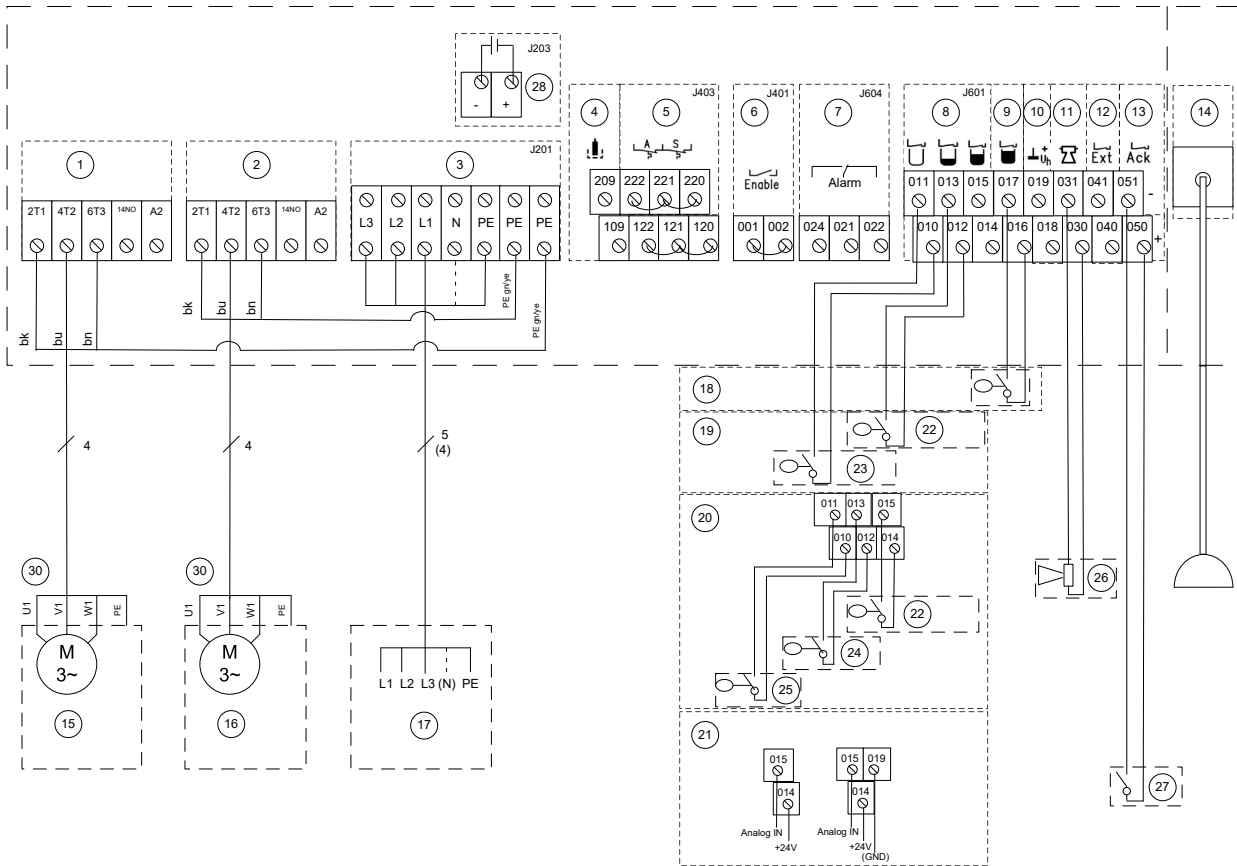 J203
- + 28
1 2 3 J201
4 5 J403
A S
6 J401
Enable
7 J604
Alarm
8 J601 9 10 11 12 13 14
+ Uh Ext Ack
2T1 4T2 6T3 14NO A2
2T1 4T2 6T3 14NO A2
L3 L2 L1 N PE PE PE
209 222 221 220
109 122 121 120
001 002
024 021 022
011 013 015 017 019 031 041 051 -
010 012 014 016 018 030 040 050 +
bk bu bn
bk bu bn
PE gn/ye
PE gn/ye
18
19 22
23
4
4
5
(4)
20
011 013 015
010 012 014
22
24
25
26
30
U1 V1 W1 PE
M
3~
15
30
U1 V1 W1 PE
M
3~
16
L1 L2 L3 (N) PE
17
21
015
014
Analog IN
+24V
015 019
014
Analog IN
+24V
(GND)
27